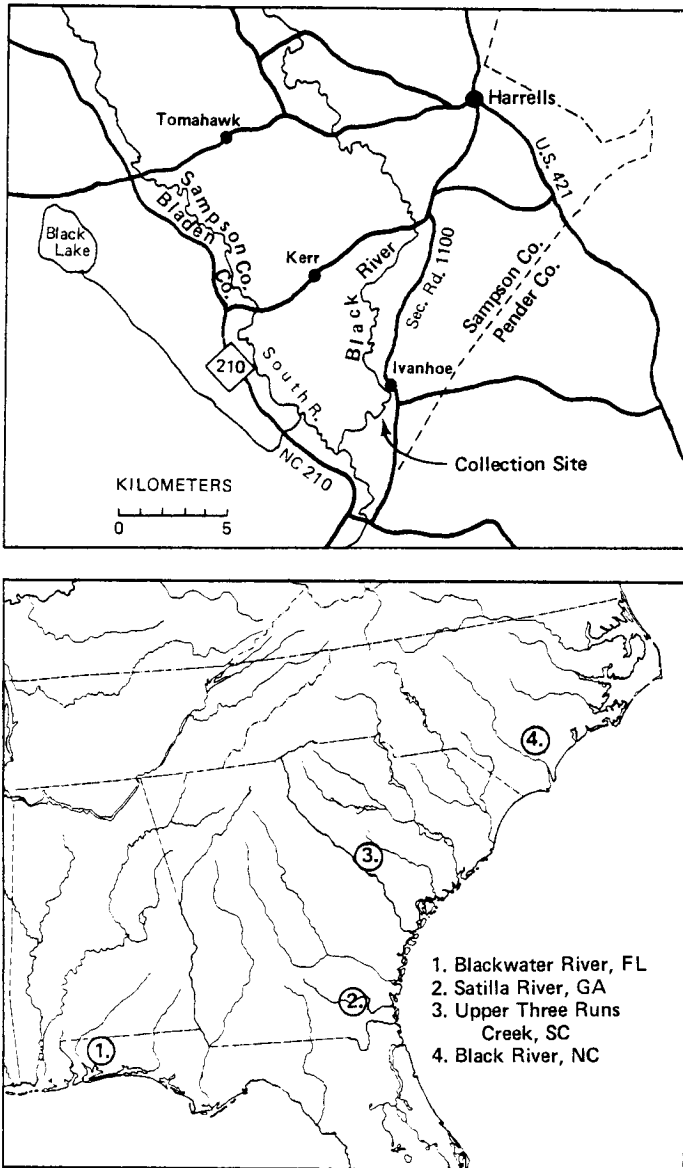 Harrells
Tomahawk
U.S. 421
Sampson Co.
Bladen Co.
Black Lake
Kerr
Black River
Sec. Rd. 1100
Sampson Co.
Pender Co.
210
South R.
Ivanhoe
NC 210
Collection Site
KILOMETERS
0 5
4.
3.
2.
1.
1. Blackwater River, FL
2. Satilla River, GA
3. Upper Three Runs
Creek, SC
4. Black River, NC